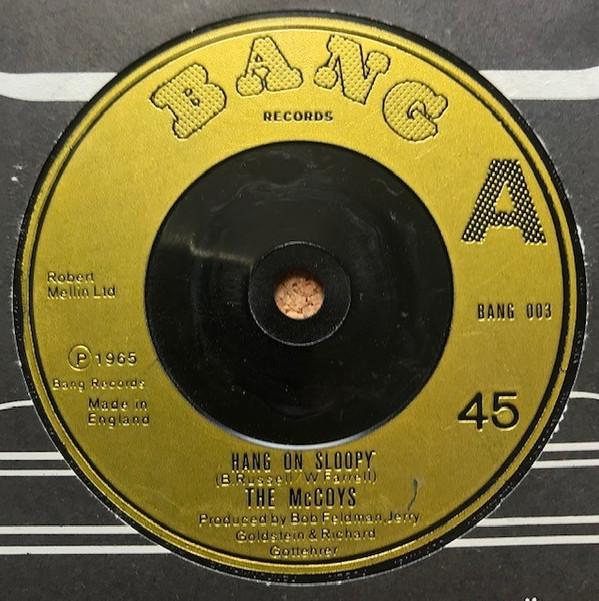 BANG
RECORDS
A
Robert
Mellin Ltd
BANG 003
Ⓟ 1965
Bang Records
Made in
England
45
HANG ON SLOOPY
(B. Russell/W Farrell)
THE McCOYS
Produced by Bob Feldman, Jerry
Goldstein & Richard
Gottehrer